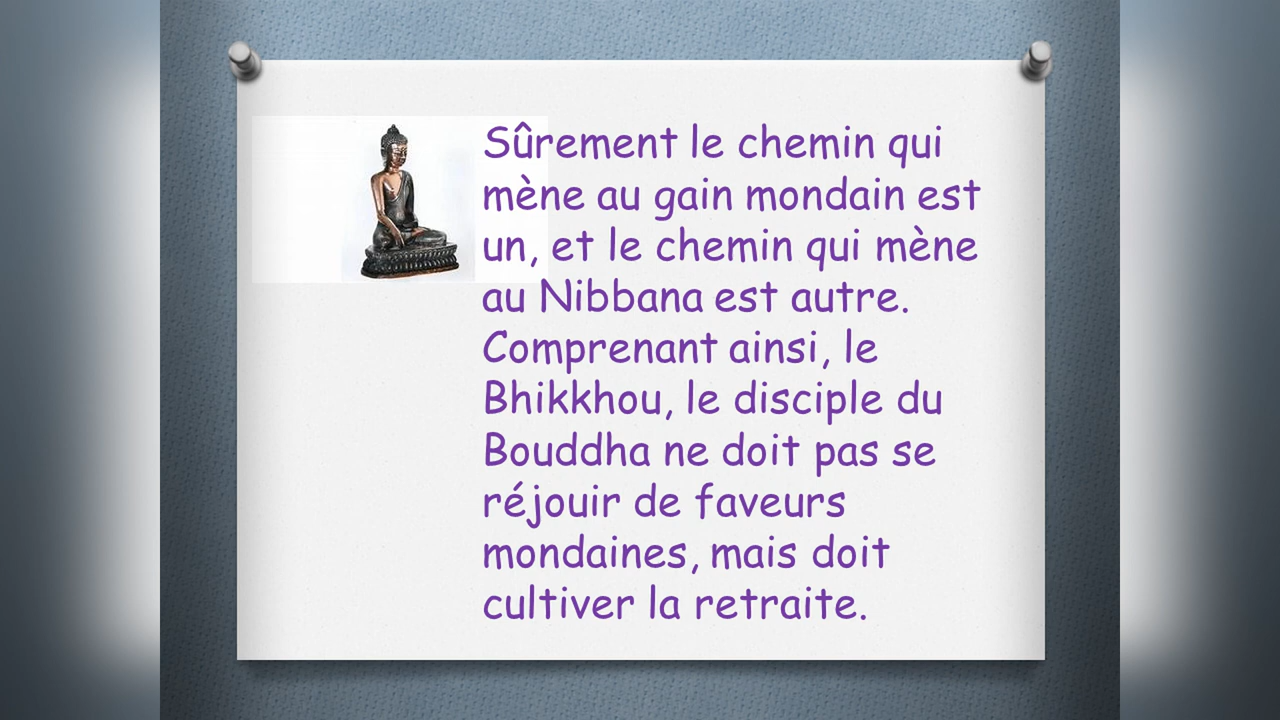 Sûrement le chemin qui
mène au gain mondain est
un, et le chemin qui mène
au Nibbana est autre.
Comprenant ainsi, le
Bhikkhou, le disciple du
Bouddha ne doit pas se
réjouir de faveurs
mondaines, mais doit
cultiver la retraite.